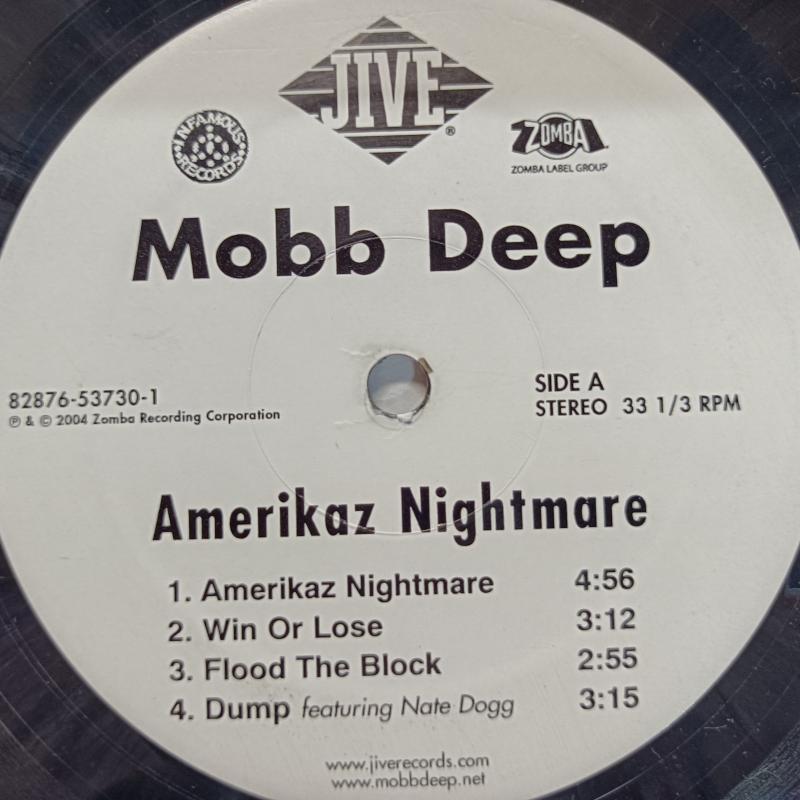 JIVE®
INFAMOUS RECORDS
ZOMBA
ZOMBA LABEL GROUP
Mobb Deep
82876-53730-1
℗ & © 2004 Zomba Recording Corporation
SIDE A
STEREO 33 1/3 RPM
Amerikaz Nightmare
1. Amerikaz Nightmare 4:56
2. Win Or Lose 3:12
3. Flood The Block 2:55
4. Dump featuring Nate Dogg 3:15
www.jiverecords.com
www.mobbdeep.net